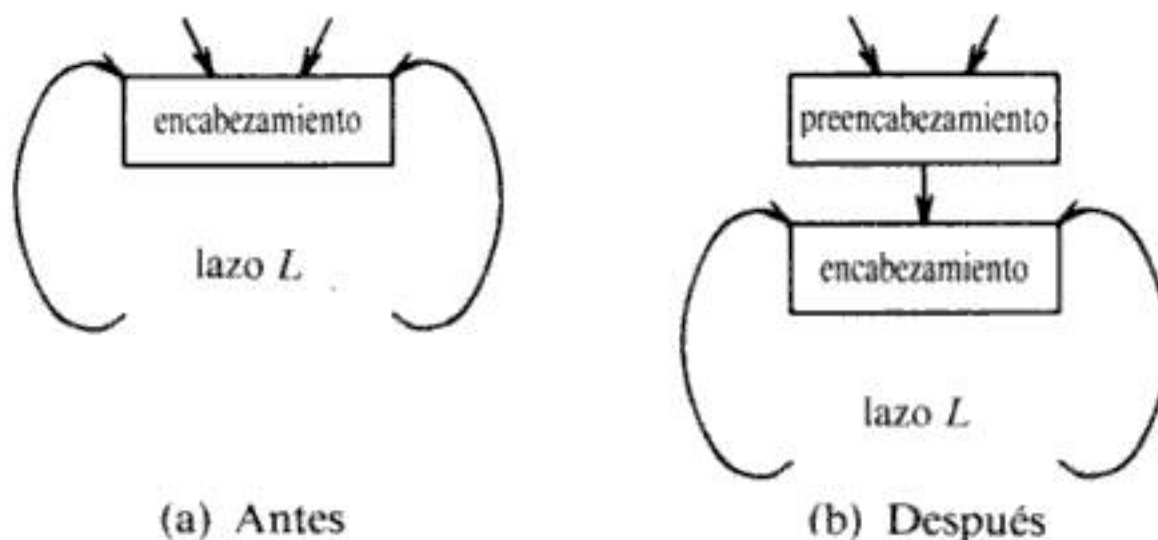 encabezamiento
lazo L
(a) Antes
preencabezamiento
encabezamiento
lazo L
(b) Después